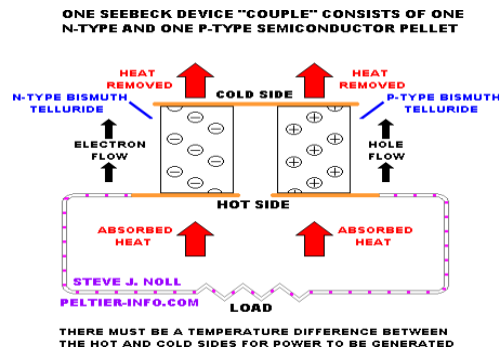 ONE SEEBECK DEVICE "COUPLE" CONSISTS OF ONE
N-TYPE AND ONE P-TYPE SEMICONDUCTOR PELLET
HEAT
REMOVED
HEAT
REMOVED
COLD SIDE
N-TYPE BISMUTH
TELLURIDE
P-TYPE BISMUTH
TELLURIDE
ELECTRON
FLOW
HOLE
FLOW
HOT SIDE
ABSORBED
HEAT
ABSORBED
HEAT
STEVE J. NOLL
PELTIER-INFO.COM
LOAD
THERE MUST BE A TEMPERATURE DIFFERENCE BETWEEN
THE HOT AND COLD SIDES FOR POWER TO BE GENERATED